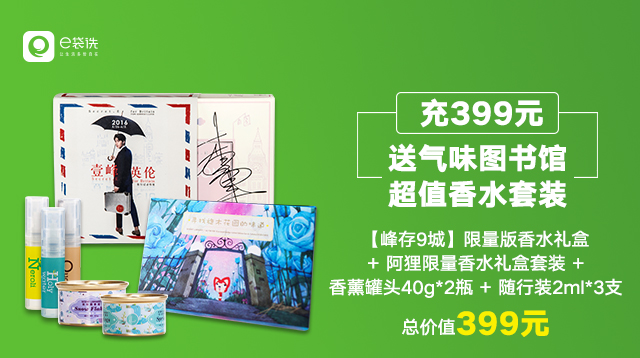 e袋洗
充399元
送气味图书馆
超值香水套装
【峰存9城】限量版香水礼盒
+ 阿狸限量香水礼盒套装 +
香薰罐头40g*2瓶 + 随行装2ml*3支
总价值399元
2016
壹峰 英伦
Neroli
Holy